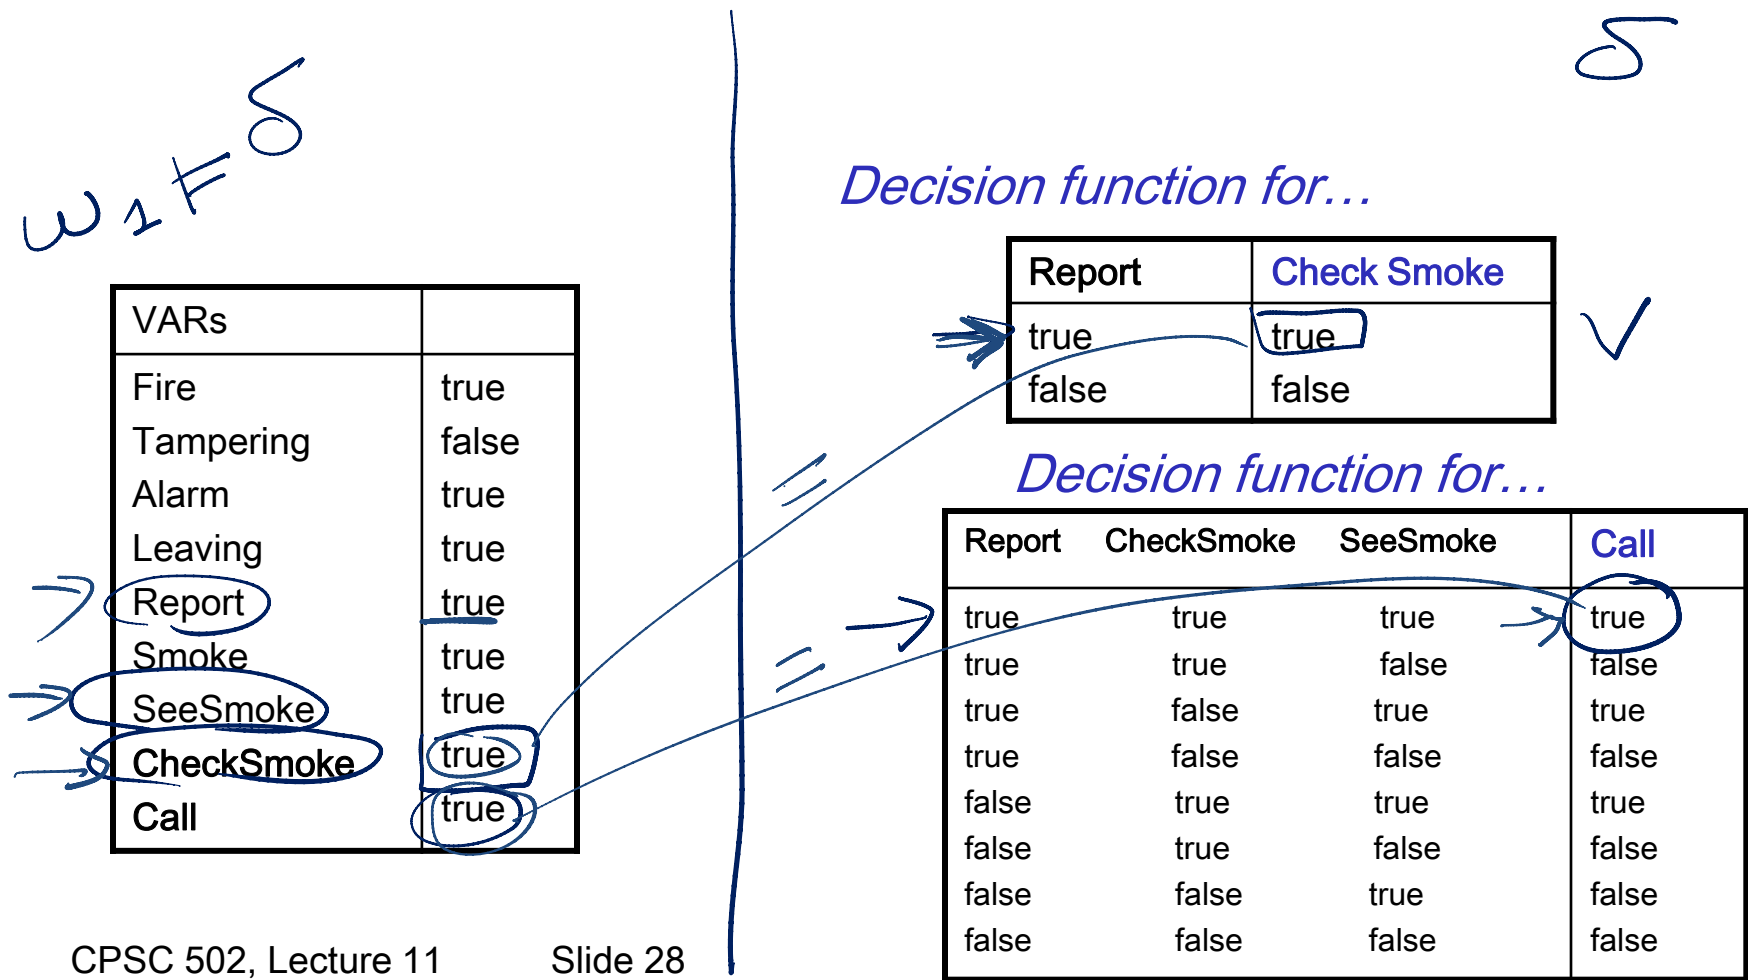 δ
w1 ⊨ δ
VARs
Fire true
Tampering false
Alarm true
Leaving true
Report true
Smoke true
SeeSmoke true
CheckSmoke true
Call true
CPSC 502, Lecture 11 Slide 28
Decision function for…
Report Check Smoke
true true ✓
false false
=
Decision function for…
Report CheckSmoke SeeSmoke Call
true true true true
=
true true false false
true false true true
true false false false
false true true true
false true false false
false false true false
false false false false